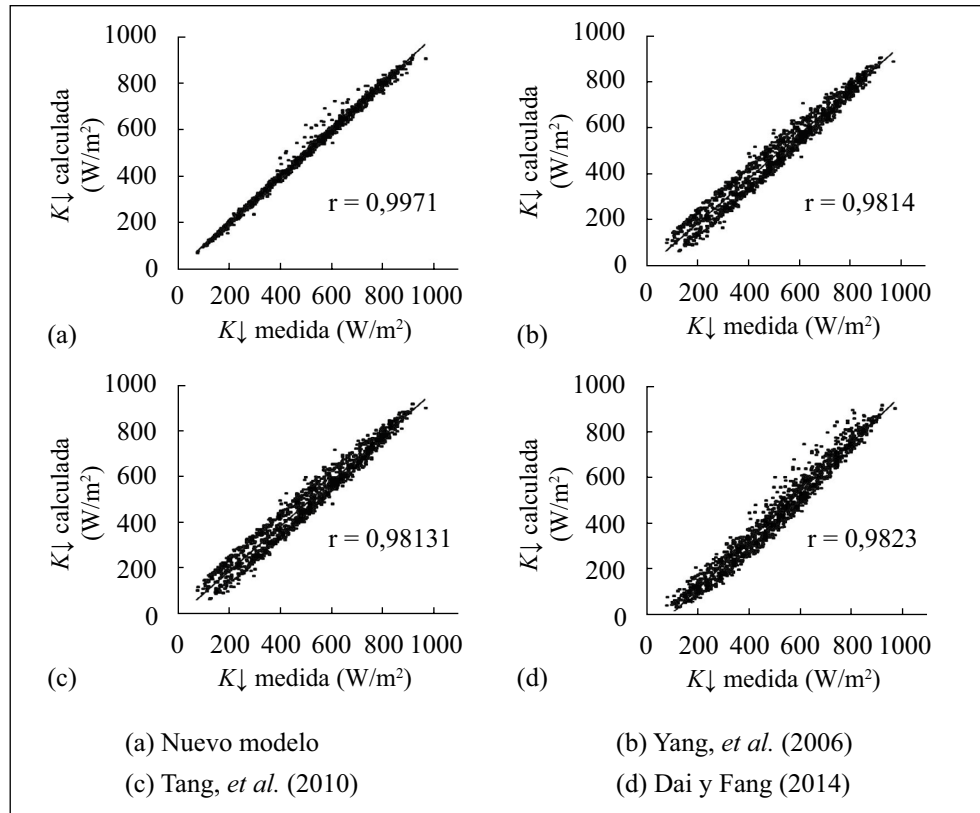 1000
800
600
400
200
0
K↓ calculada
(W/m²)
r = 0,9971
0 200 400 600 800 1000
(a)
K↓ medida (W/m²)
1000
800
600
400
200
0
K↓ calculada
(W/m²)
r = 0,9814
0 200 400 600 800 1000
(b)
K↓ medida (W/m²)
1000
800
600
400
200
0
K↓ calculada
(W/m²)
r = 0,98131
0 200 400 600 800 1000
(c)
K↓ medida (W/m²)
1000
800
600
400
200
0
K↓ calculada
(W/m²)
r = 0,9823
0 200 400 600 800 1000
(d)
K↓ medida (W/m²)
(a) Nuevo modelo
(b) Yang, et al. (2006)
(c) Tang, et al. (2010)
(d) Dai y Fang (2014)